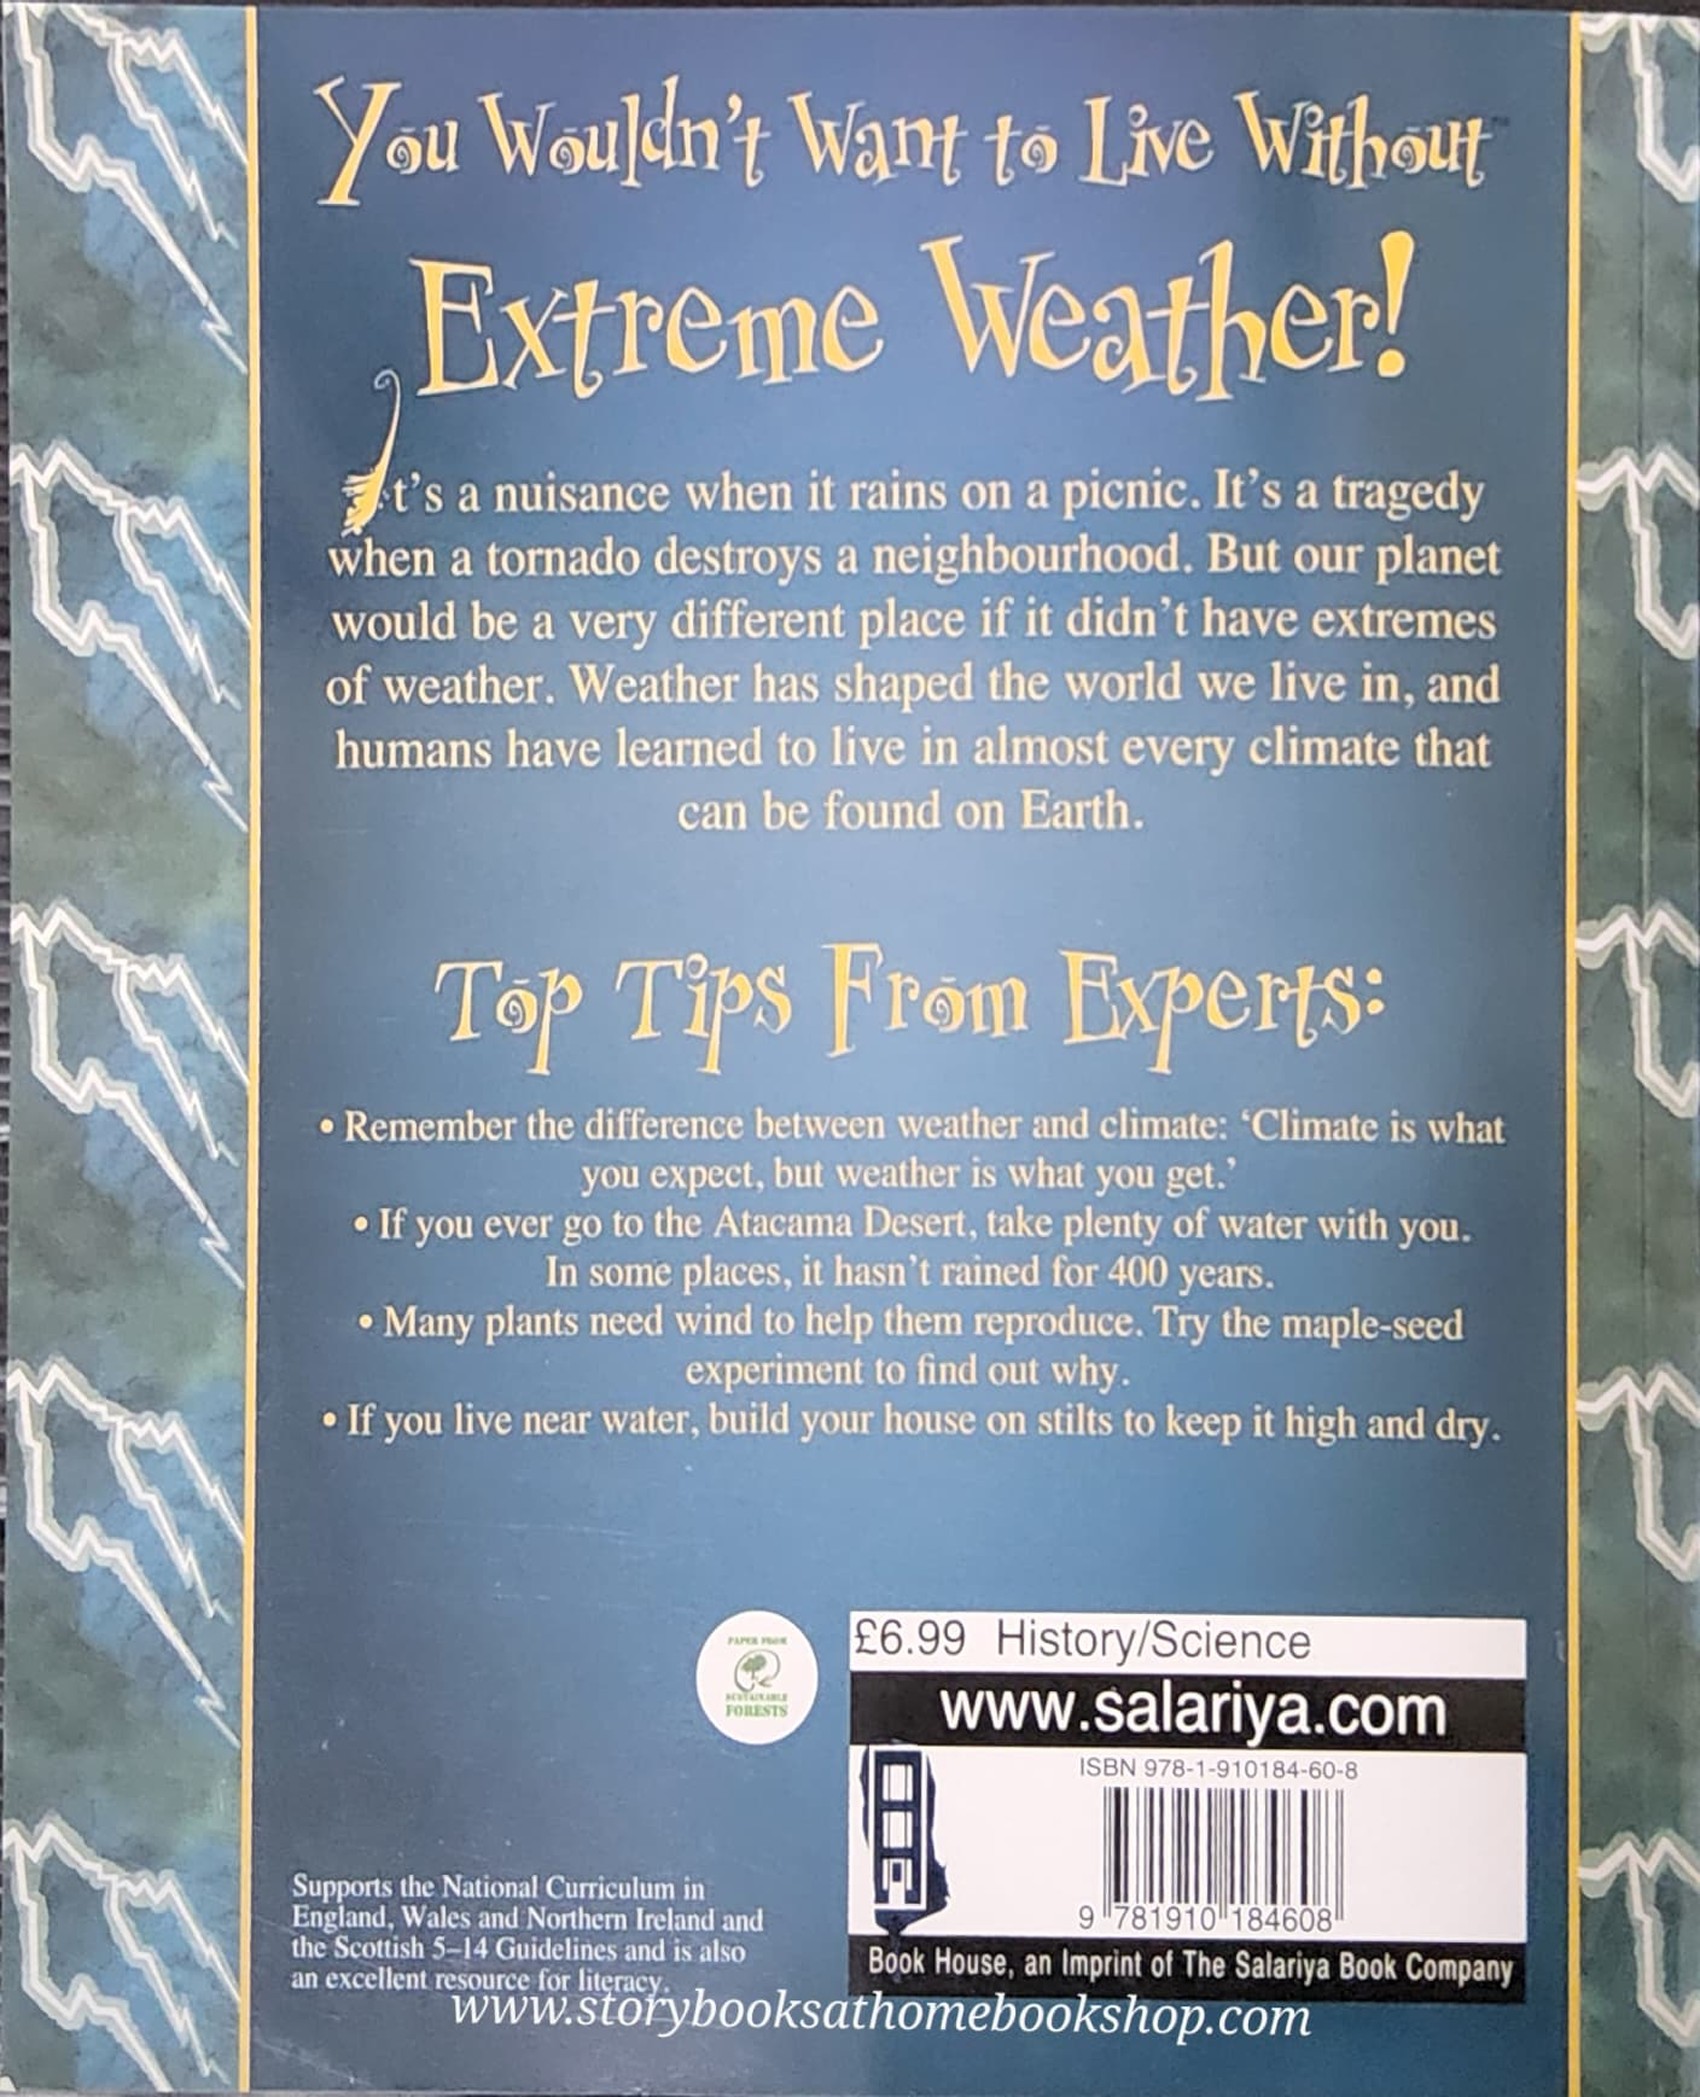 You Wouldn't Want to Live Without™
Extreme Weather!
It's a nuisance when it rains on a picnic. It's a tragedy
when a tornado destroys a neighbourhood. But our planet
would be a very different place if it didn't have extremes
of weather. Weather has shaped the world we live in, and
humans have learned to live in almost every climate that
can be found on Earth.
Top Tips From Experts:
• Remember the difference between weather and climate: ‘Climate is what
you expect, but weather is what you get.’
• If you ever go to the Atacama Desert, take plenty of water with you.
In some places, it hasn't rained for 400 years.
• Many plants need wind to help them reproduce. Try the maple-seed
experiment to find out why.
• If you live near water, build your house on stilts to keep it high and dry.
PAPER FROM
SUSTAINABLE
FORESTS
£6.99 History/Science
www.salariya.com
ISBN 978-1-910184-60-8
9 781910 184608
Book House, an Imprint of The Salariya Book Company
Supports the National Curriculum in
England, Wales and Northern Ireland and
the Scottish 5–14 Guidelines and is also
an excellent resource for literacy.
www.storybooksathomebookshop.com